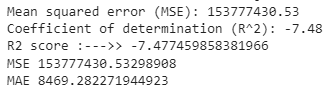 Mean squared error (MSE): 153777430.53
Coefficient of determination (R^2): -7.48
R2 score :--->> -7.477459858381966
MSE 153777430.53298908
MAE 8469.282271944923